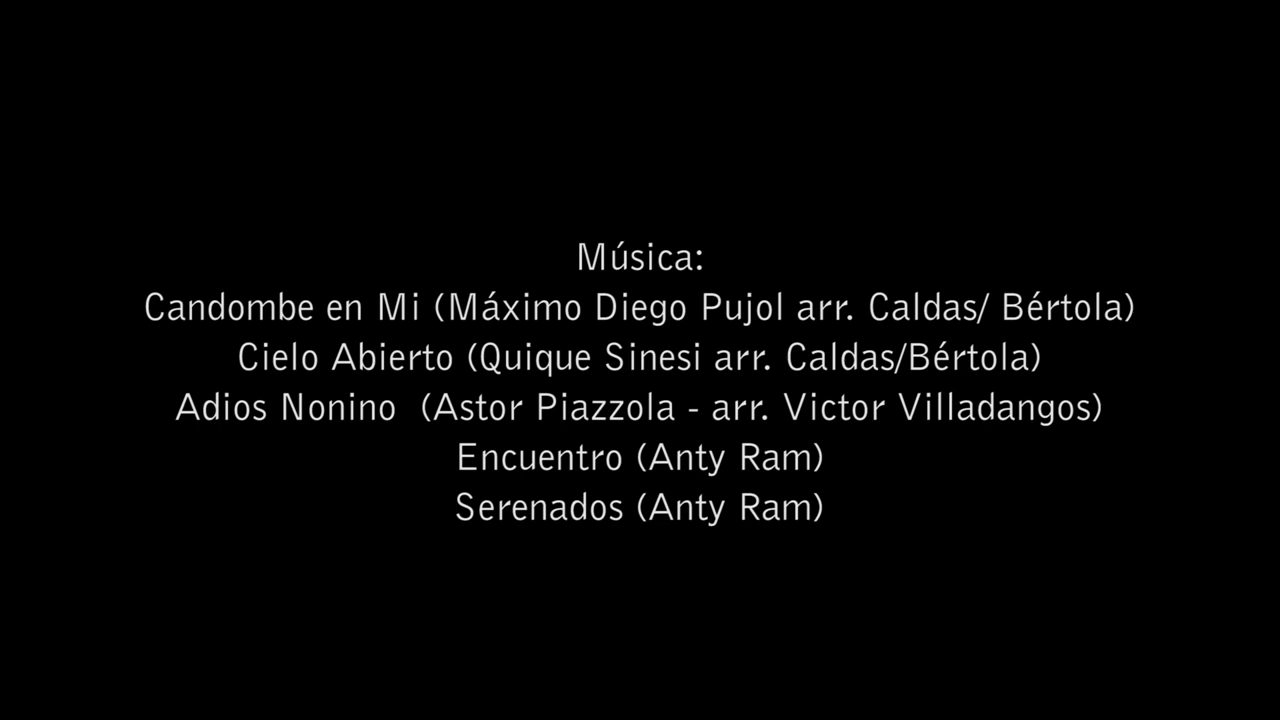 Música:
Candombe en Mi (Máximo Diego Pujol arr. Caldas/ Bértola)
Cielo Abierto (Quique Sinesi arr. Caldas/Bértola)
Adios Nonino  (Astor Piazzola - arr. Victor Villadangos)
Encuentro (Anty Ram)
Serenados (Anty Ram)